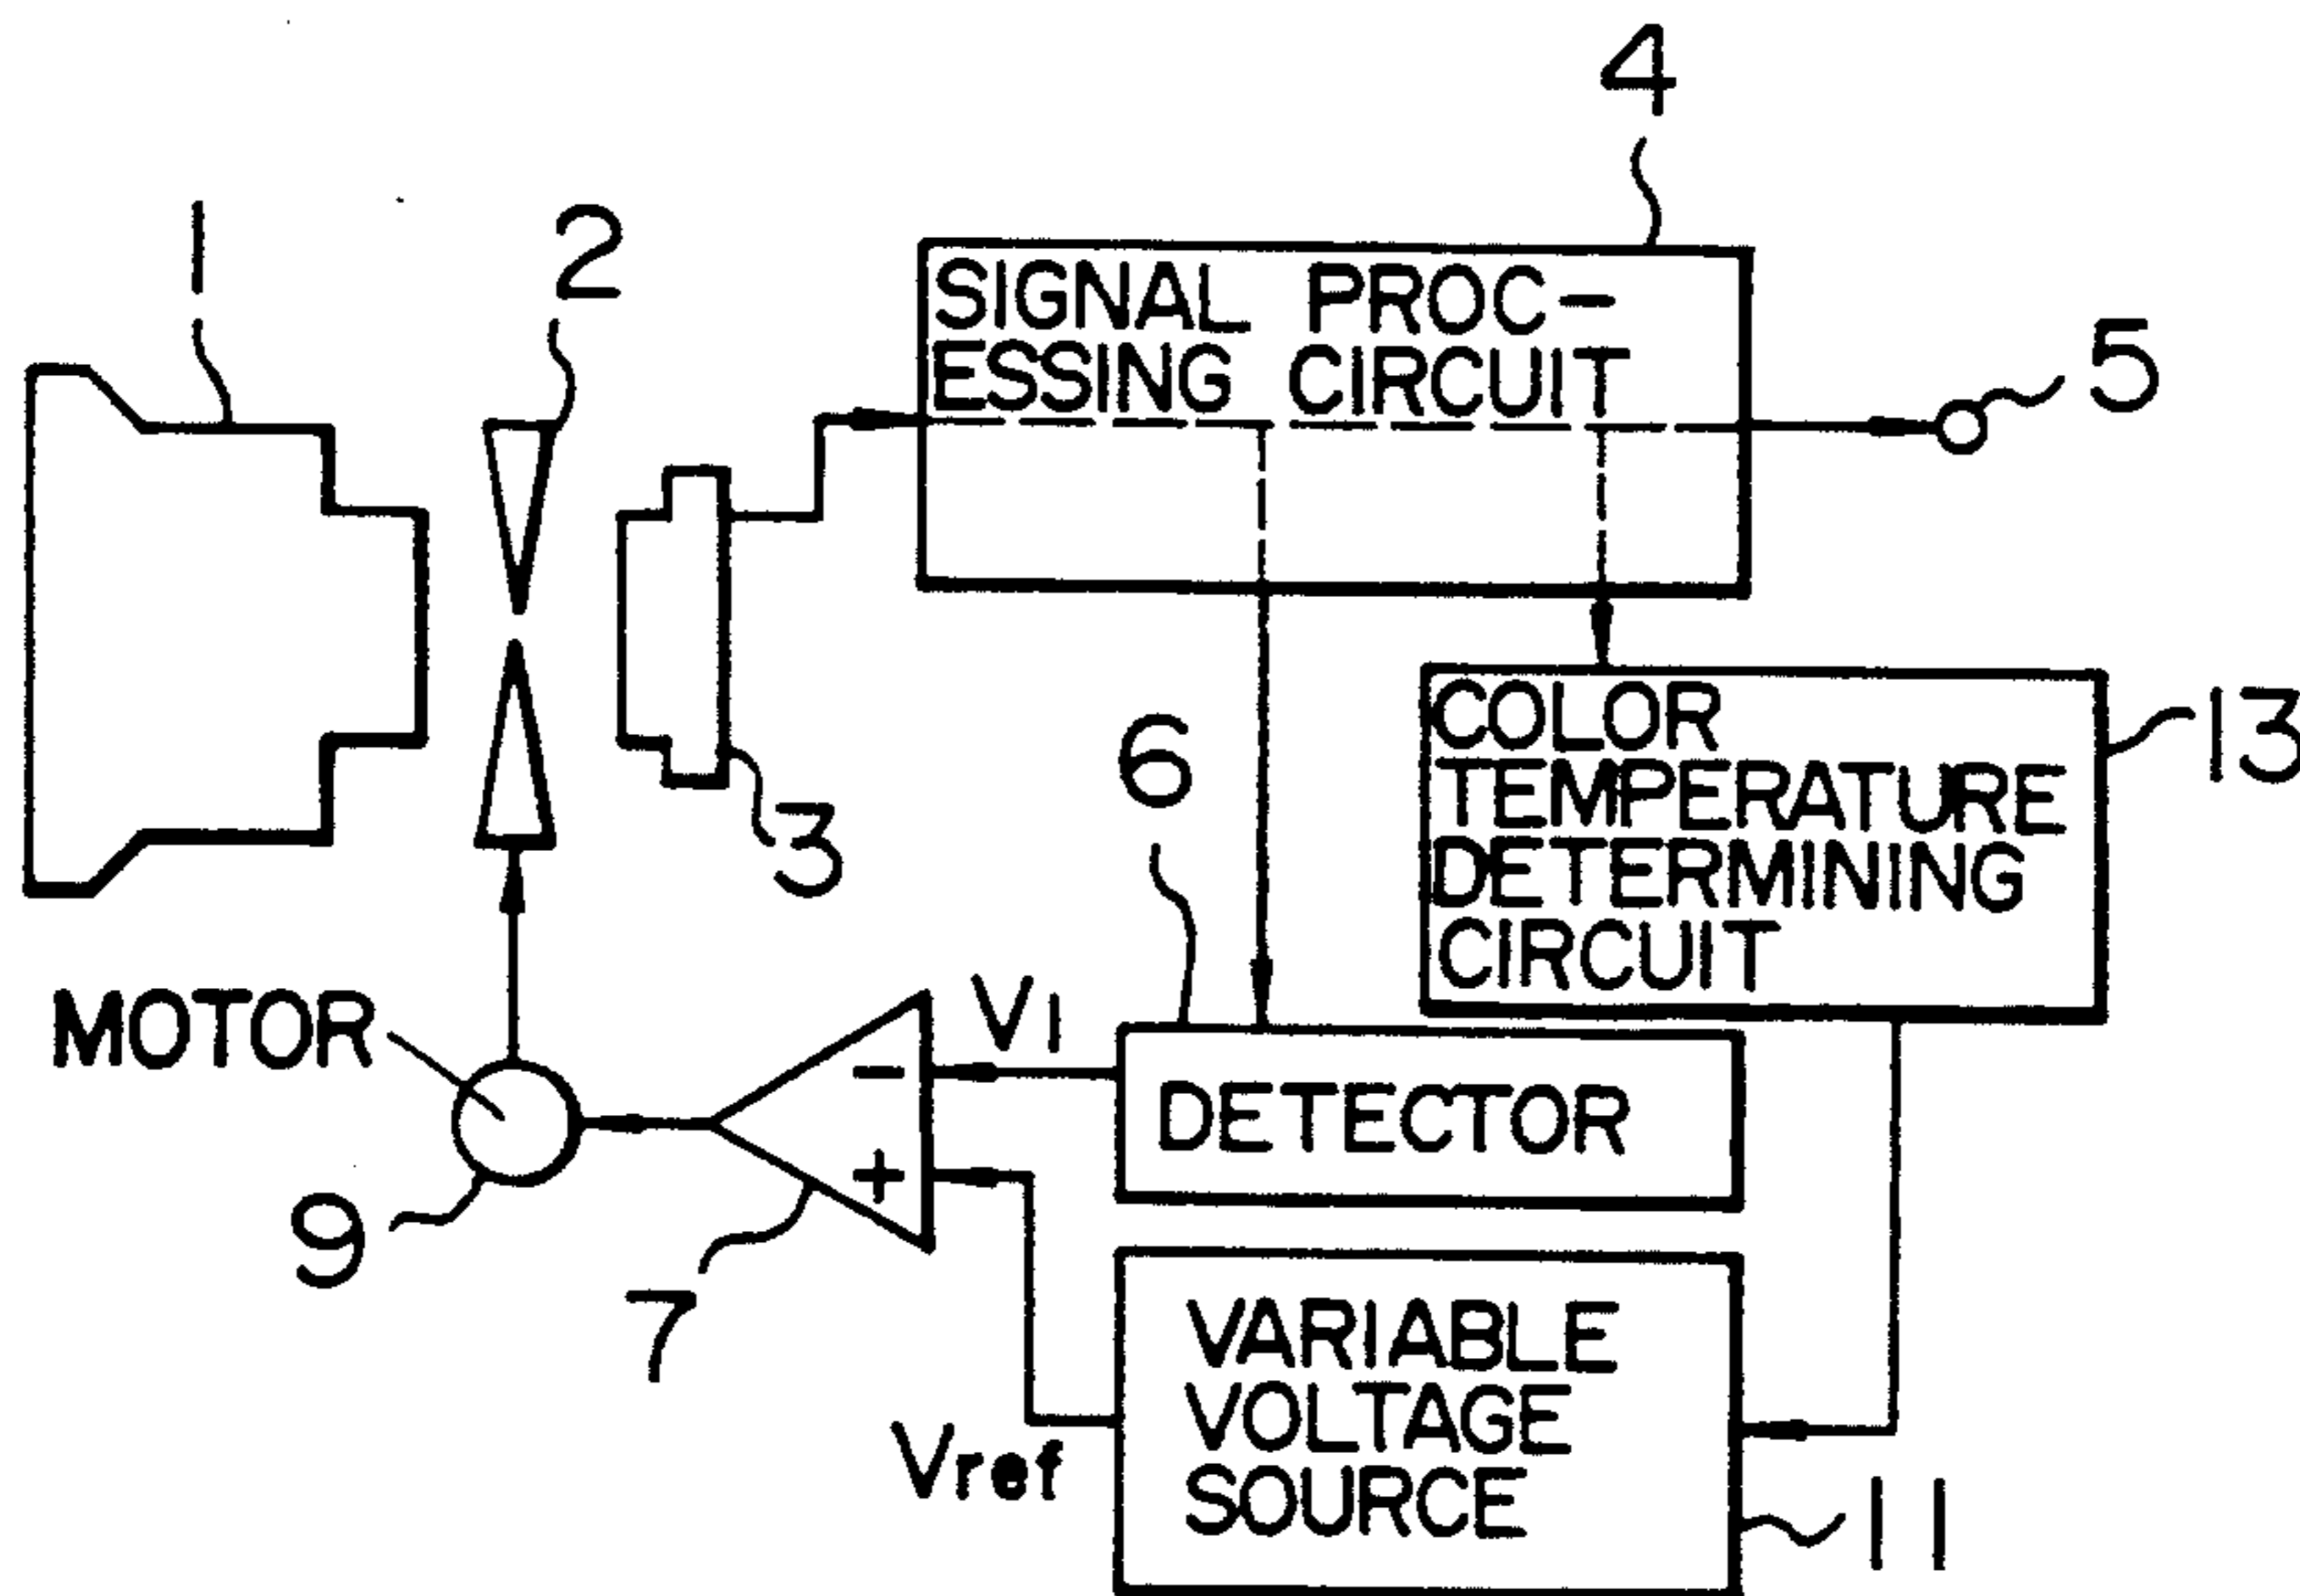 4
1
2
SIGNAL PROC-
ESSING CIRCUIT
5
3
6
COLOR
TEMPERATURE
DETERMINING
CIRCUIT
13
MOTOR
V1
-
DETECTOR
+
9
7
Vref
VARIABLE
VOLTAGE
SOURCE
11